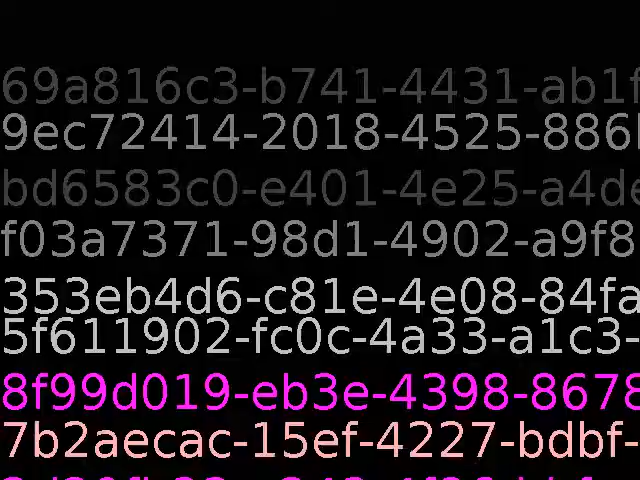 69a816c3-b741-4431-ab1f
9ec72414-2018-4525-886
bd6583c0-e401-4e25-a4de
f03a7371-98d1-4902-a9f8
353eb4d6-c81e-4e08-84fa
5f611902-fc0c-4a33-a1c3-
8f99d019-eb3e-4398-8678
7b2aecac-15ef-4227-bdbf-